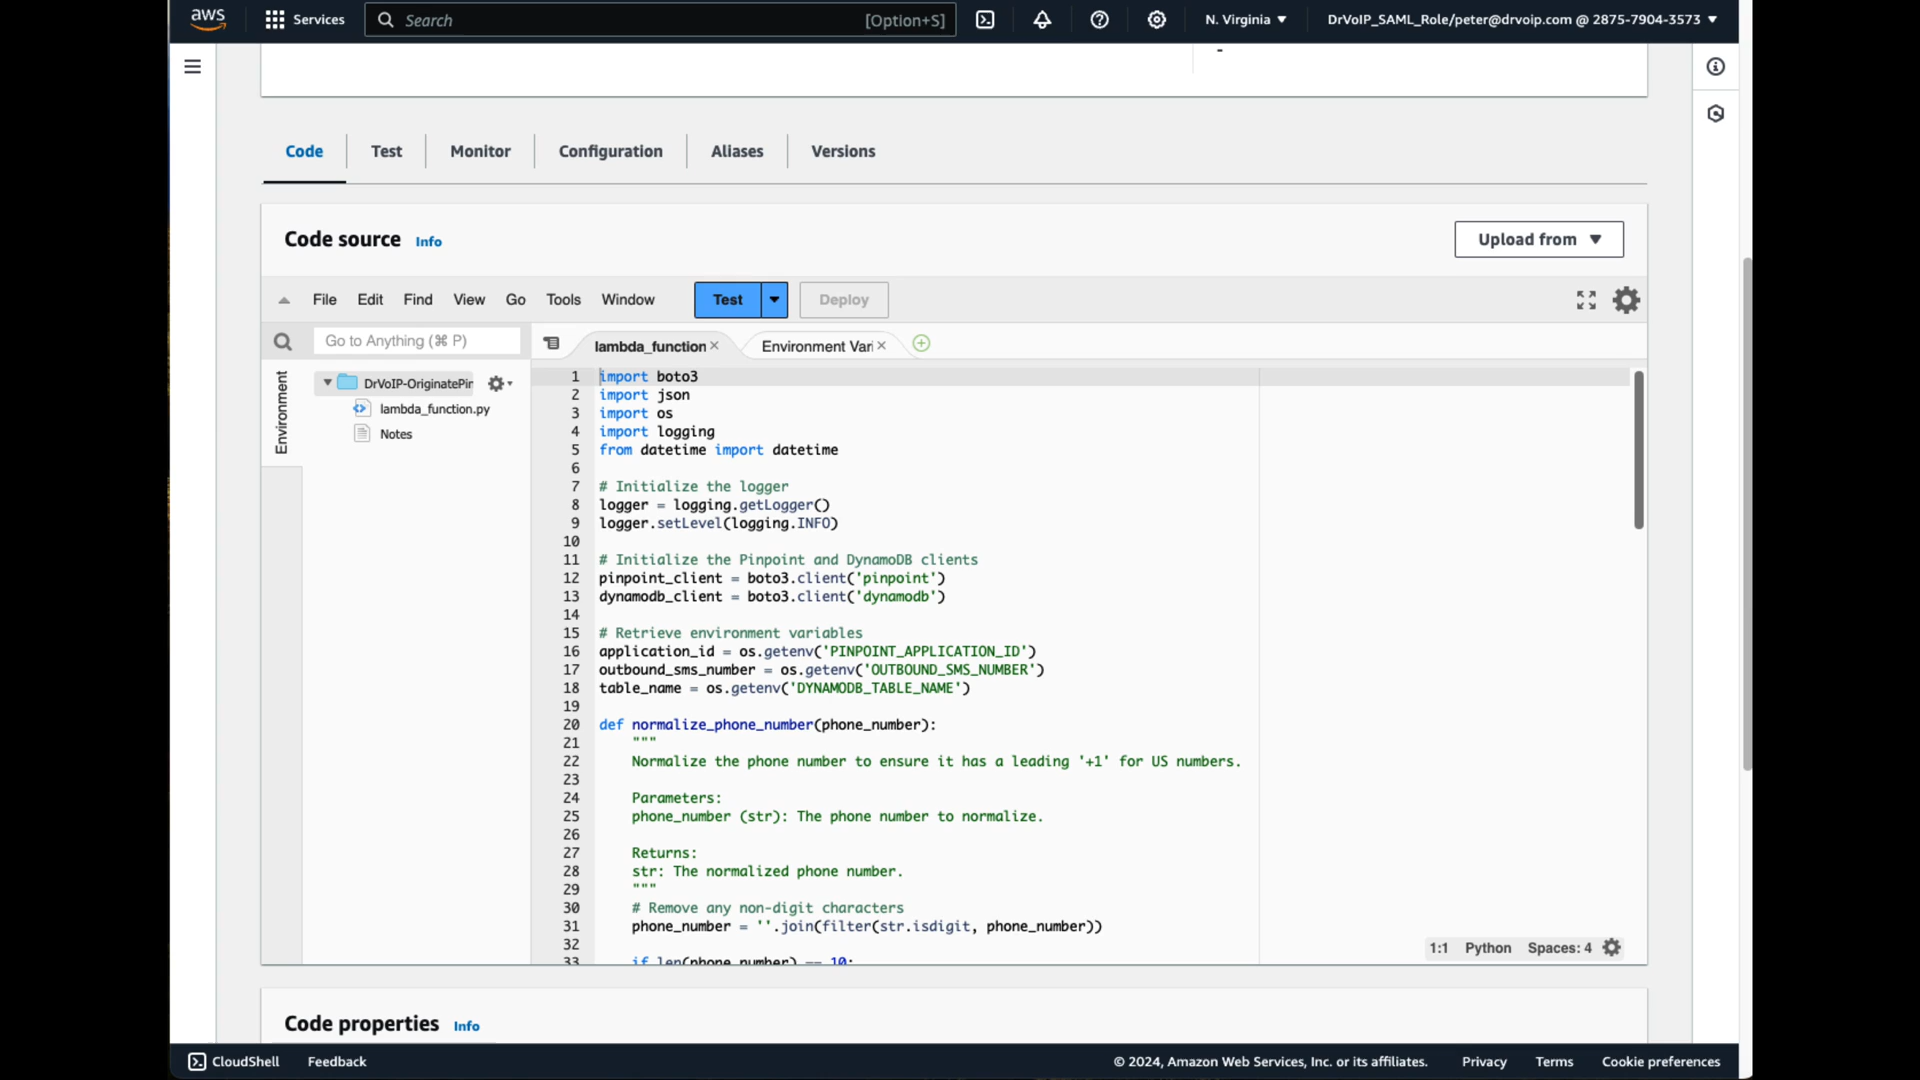 aws
Services
Search
[Option+S]
N. Virginia
DrVoIP_SAML_Role/peter@drvoip.com @ 2875-7904-3573
-
Code
Test
Monitor
Configuration
Aliases
Versions
Code source
Info
Upload from
File
Edit
Find
View
Go
Tools
Window
Test
Deploy
Go to Anything (⌘ P)
lambda_function
Environment Vari
Environment
DrVoIP-OriginatePin
lambda_function.py
Notes
1 import boto3
2 import json
3 import os
4 import logging
5 from datetime import datetime
6
7 # Initialize the logger
8 logger = logging.getLogger()
9 logger.setLevel(logging.INFO)
10
11 # Initialize the Pinpoint and DynamoDB clients
12 pinpoint_client = boto3.client('pinpoint')
13 dynamodb_client = boto3.client('dynamodb')
14
15 # Retrieve environment variables
16 application_id = os.getenv('PINPOINT_APPLICATION_ID')
17 outbound_sms_number = os.getenv('OUTBOUND_SMS_NUMBER')
18 table_name = os.getenv('DYNAMODB_TABLE_NAME')
19
20 def normalize_phone_number(phone_number):
21 """
22 Normalize the phone number to ensure it has a leading '+1' for US numbers.
23
24 Parameters:
25 phone_number (str): The phone number to normalize.
26
27 Returns:
28 str: The normalized phone number.
29 """
30 # Remove any non-digit characters
31 phone_number = ''.join(filter(str.isdigit, phone_number))
32
33 if len(phone_number) == 10:
1:1 Python Spaces: 4
Code properties
Info
CloudShell
Feedback
© 2024, Amazon Web Services, Inc. or its affiliates.
Privacy
Terms
Cookie preferences